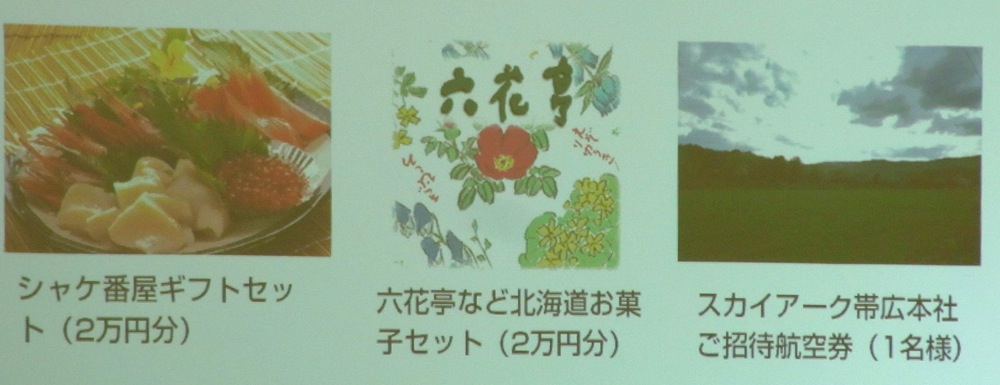 六花亭
シャケ番屋ギフトセッ
ト（2万円分）
六花亭など北海道お菓
子セット（2万円分）
スカイアーク帯広本社
ご招待航空券（1名様）